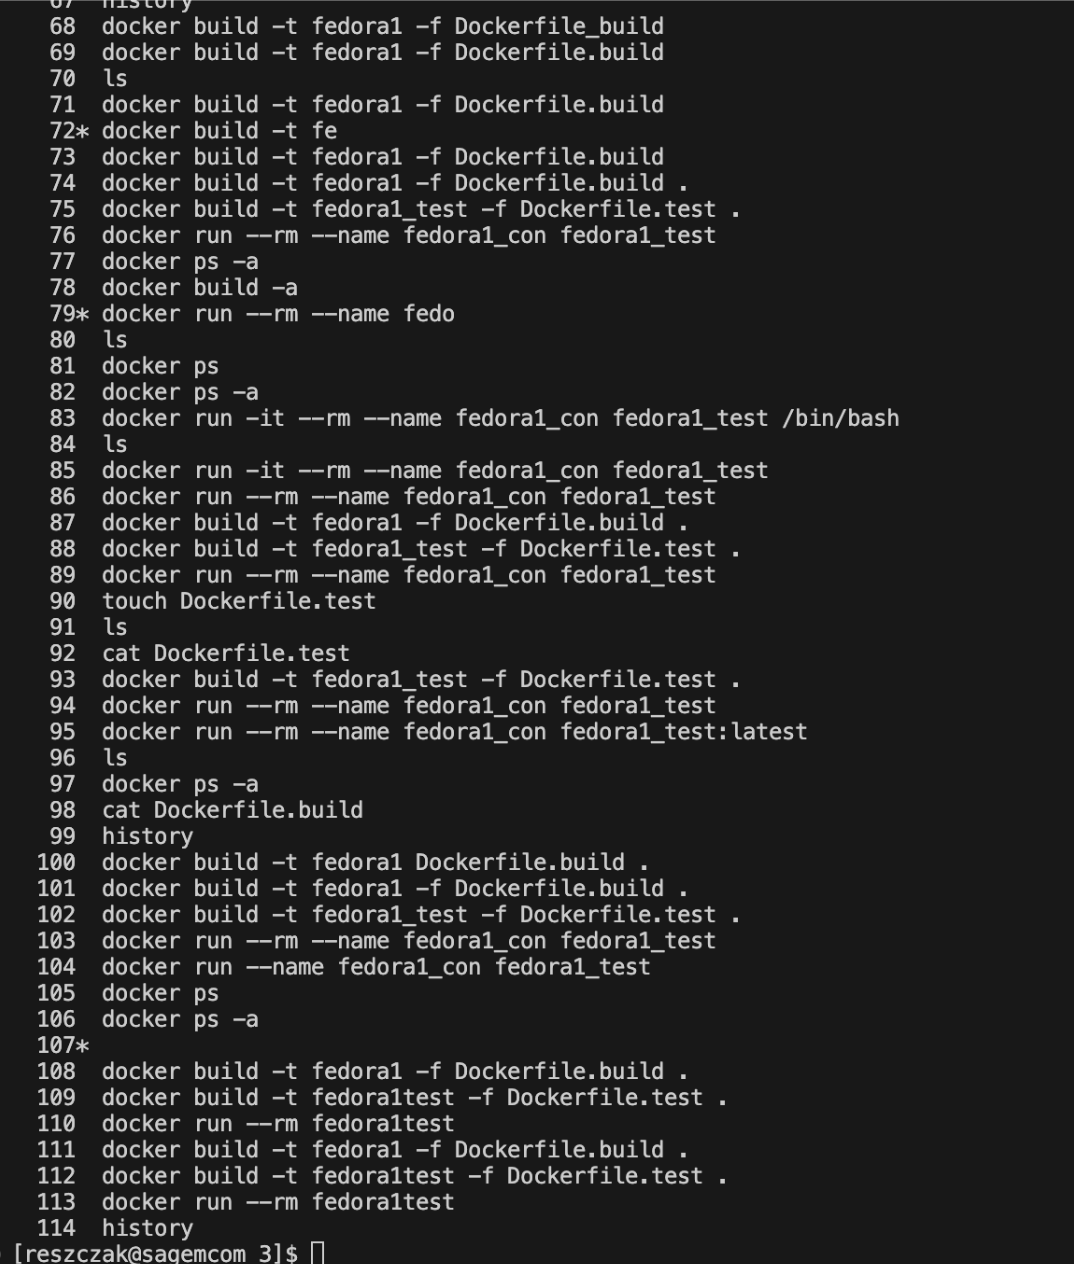 67  history
68  docker build -t fedora1 -f Dockerfile_build
69  docker build -t fedora1 -f Dockerfile.build
70  ls
71  docker build -t fedora1 -f Dockerfile.build
72* docker build -t fe
73  docker build -t fedora1 -f Dockerfile.build
74  docker build -t fedora1 -f Dockerfile.build .
75  docker build -t fedora1_test -f Dockerfile.test .
76  docker run --rm --name fedora1_con fedora1_test
77  docker ps -a
78  docker build -a
79* docker run --rm --name fedo
80  ls
81  docker ps
82  docker ps -a
83  docker run -it --rm --name fedora1_con fedora1_test /bin/bash
84  ls
85  docker run -it --rm --name fedora1_con fedora1_test
86  docker run --rm --name fedora1_con fedora1_test
87  docker build -t fedora1 -f Dockerfile.build .
88  docker build -t fedora1_test -f Dockerfile.test .
89  docker run --rm --name fedora1_con fedora1_test
90  touch Dockerfile.test
91  ls
92  cat Dockerfile.test
93  docker build -t fedora1_test -f Dockerfile.test .
94  docker run --rm --name fedora1_con fedora1_test
95  docker run --rm --name fedora1_con fedora1_test:latest
96  ls
97  docker ps -a
98  cat Dockerfile.build
99  history
100  docker build -t fedora1 Dockerfile.build .
101  docker build -t fedora1 -f Dockerfile.build .
102  docker build -t fedora1_test -f Dockerfile.test .
103  docker run --rm --name fedora1_con fedora1_test
104  docker run --name fedora1_con fedora1_test
105  docker ps
106  docker ps -a
107*
108  docker build -t fedora1 -f Dockerfile.build .
109  docker build -t fedora1test -f Dockerfile.test .
110  docker run --rm fedora1test
111  docker build -t fedora1 -f Dockerfile.build .
112  docker build -t fedora1test -f Dockerfile.test .
113  docker run --rm fedora1test
114  history
[reszczak@sagemcom 3]$